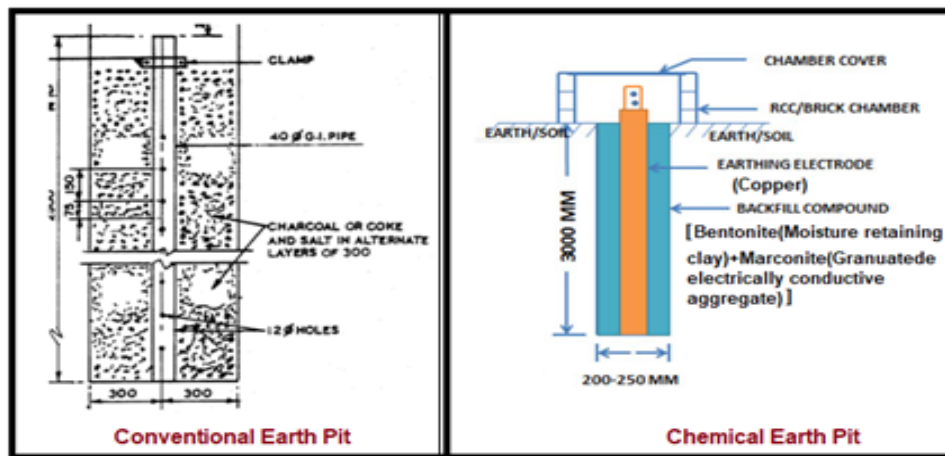 CLAMP
40 Ø G.I. PIPE
150
75
CHARCOAL OR COKE
AND SALT IN ALTERNATE
LAYERS OF 300
12 Ø HOLES
300
300
Conventional Earth Pit
CHAMBER COVER
RCC/BRICK CHAMBER
EARTH/SOIL
EARTH/SOIL
EARTHING ELECTRODE
(Copper)
BACKFILL COMPOUND
[Bentonite(Moisture retaining
clay)+Marconite(Granuatede
electrically conductive
aggregate)]
3000 MM
200-250 MM
Chemical Earth Pit